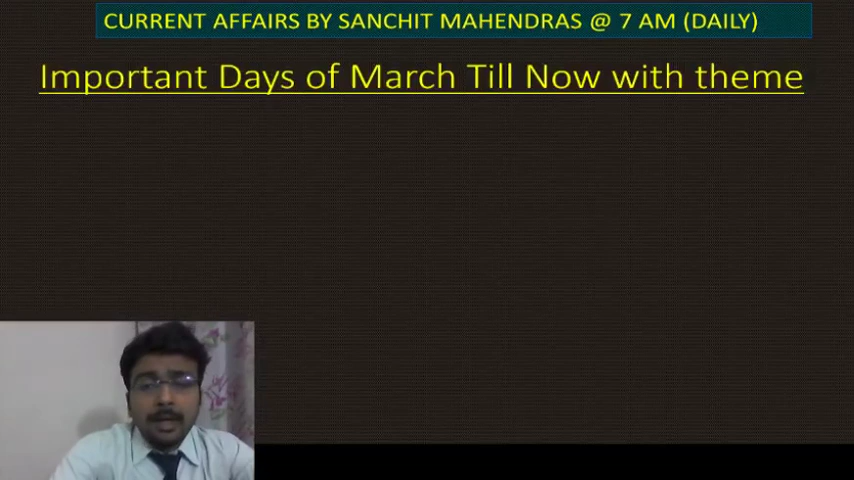 CURRENT AFFAIRS BY SANCHIT MAHENDRAS @ 7 AM (DAILY)
Important Days of March Till Now with theme